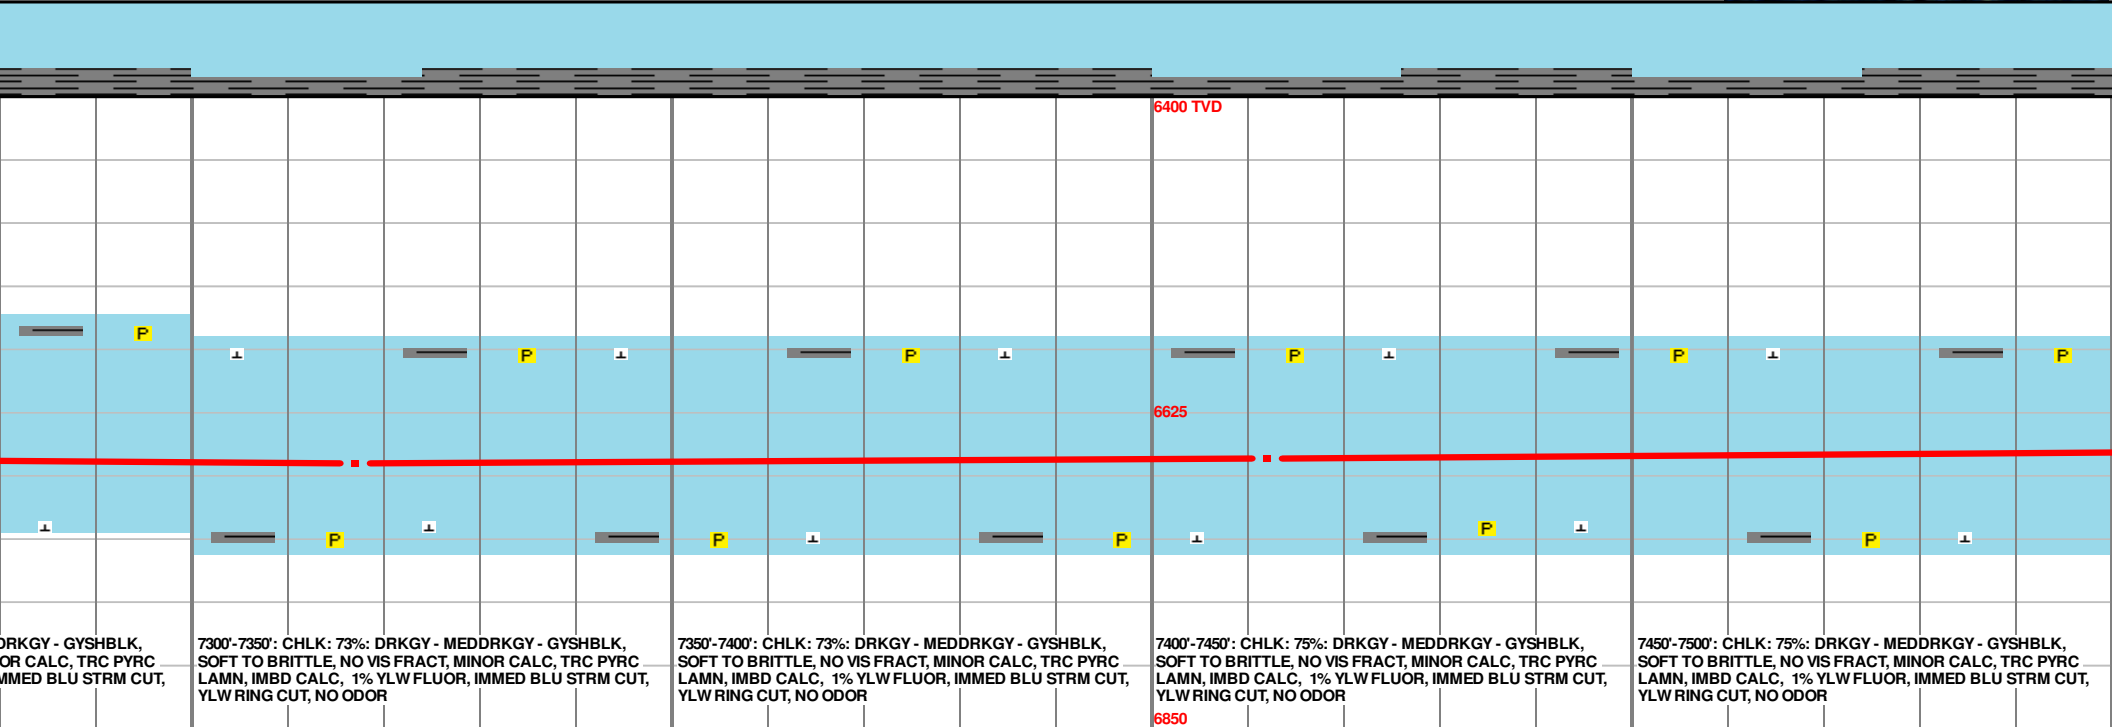 6400 TVD
6625
DRKGY - GYSHBLK,
OR CALC, TRC PYRC
MMED BLU STRM CUT,
7300'-7350': CHLK: 73%: DRKGY - MEDDRKGY - GYSHBLK,
SOFT TO BRITTLE, NO VIS FRACT, MINOR CALC, TRC PYRC
LAMN, IMBD CALC,  1% YLW FLUOR, IMMED BLU STRM CUT,
YLW RING CUT, NO ODOR
7350'-7400': CHLK: 73%: DRKGY - MEDDRKGY - GYSHBLK,
SOFT TO BRITTLE, NO VIS FRACT, MINOR CALC, TRC PYRC
LAMN, IMBD CALC,  1% YLW FLUOR, IMMED BLU STRM CUT,
YLW RING CUT, NO ODOR
7400'-7450': CHLK: 75%: DRKGY - MEDDRKGY - GYSHBLK,
SOFT TO BRITTLE, NO VIS FRACT, MINOR CALC, TRC PYRC
LAMN, IMBD CALC,  1% YLW FLUOR, IMMED BLU STRM CUT,
YLW RING CUT, NO ODOR
7450'-7500': CHLK: 75%: DRKGY - MEDDRKGY - GYSHBLK,
SOFT TO BRITTLE, NO VIS FRACT, MINOR CALC, TRC PYRC
LAMN, IMBD CALC,  1% YLW FLUOR, IMMED BLU STRM CUT,
YLW RING CUT, NO ODOR
6850
P
P
P
P
P
P
P
P
P
P
P